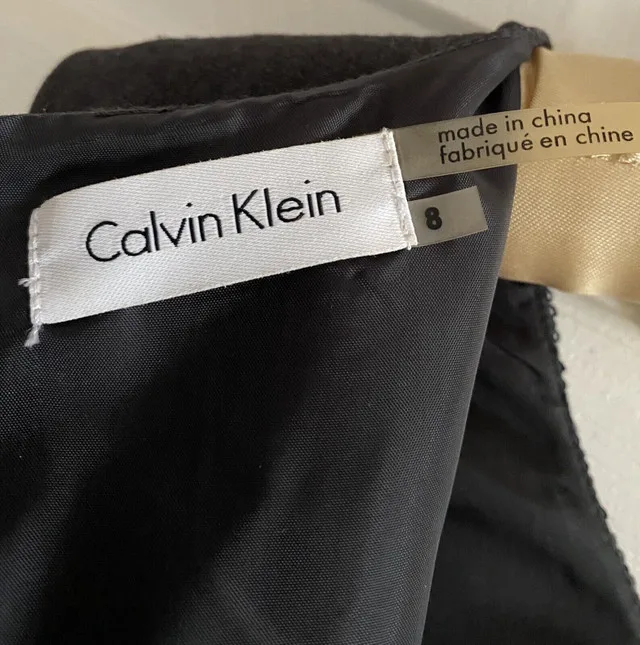 Calvin Klein
made in china
fabriqué en chine
8